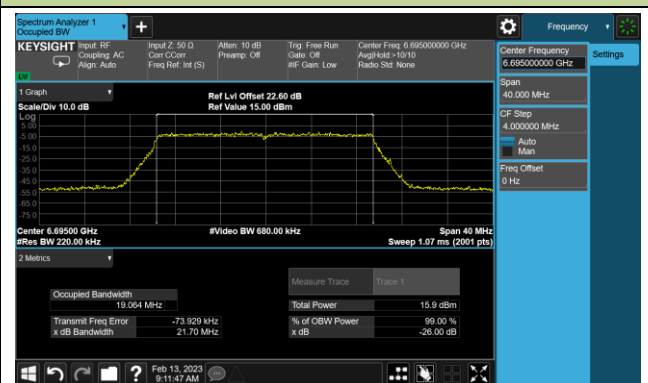 Spectrum Analyzer 1
Occupied BW
Frequency
KEYSIGHT
Input: RF
Coupling: AC
Align: Auto
Input Z: 50 Ω
Corr CCorr
Freq Ref: Int (S)
Atten: 10 dB
Preamp: Off
Trig: Free Run
Gate: Off
#IF Gain: Low
Center Freq: 6.695000000 GHz
Avg|Hold:>10/10
Radio Std: None
Center Frequency
6.695000000 GHz
Settings
Span
40.000 MHz
CF Step
4.000000 MHz
Auto
Man
Freq Offset
0 Hz
1 Graph
Scale/Div 10.0 dB
Ref Lvl Offset 22.60 dB
Ref Value 15.00 dBm
Log
5.00
-5.00
-15.0
-25.0
-35.0
-45.0
-55.0
-65.0
-75.0
Center 6.69500 GHz
#Res BW 220.00 kHz
#Video BW 680.00 kHz
Span 40 MHz
Sweep 1.07 ms (2001 pts)
2 Metrics
Measure Trace Trace 1
Occupied Bandwidth
19.064 MHz
Total Power 15.9 dBm
Transmit Freq Error -73.929 kHz
% of OBW Power 99.00 %
x dB Bandwidth 21.70 MHz
x dB -26.00 dB
Feb 13, 2023
9:11:47 AM